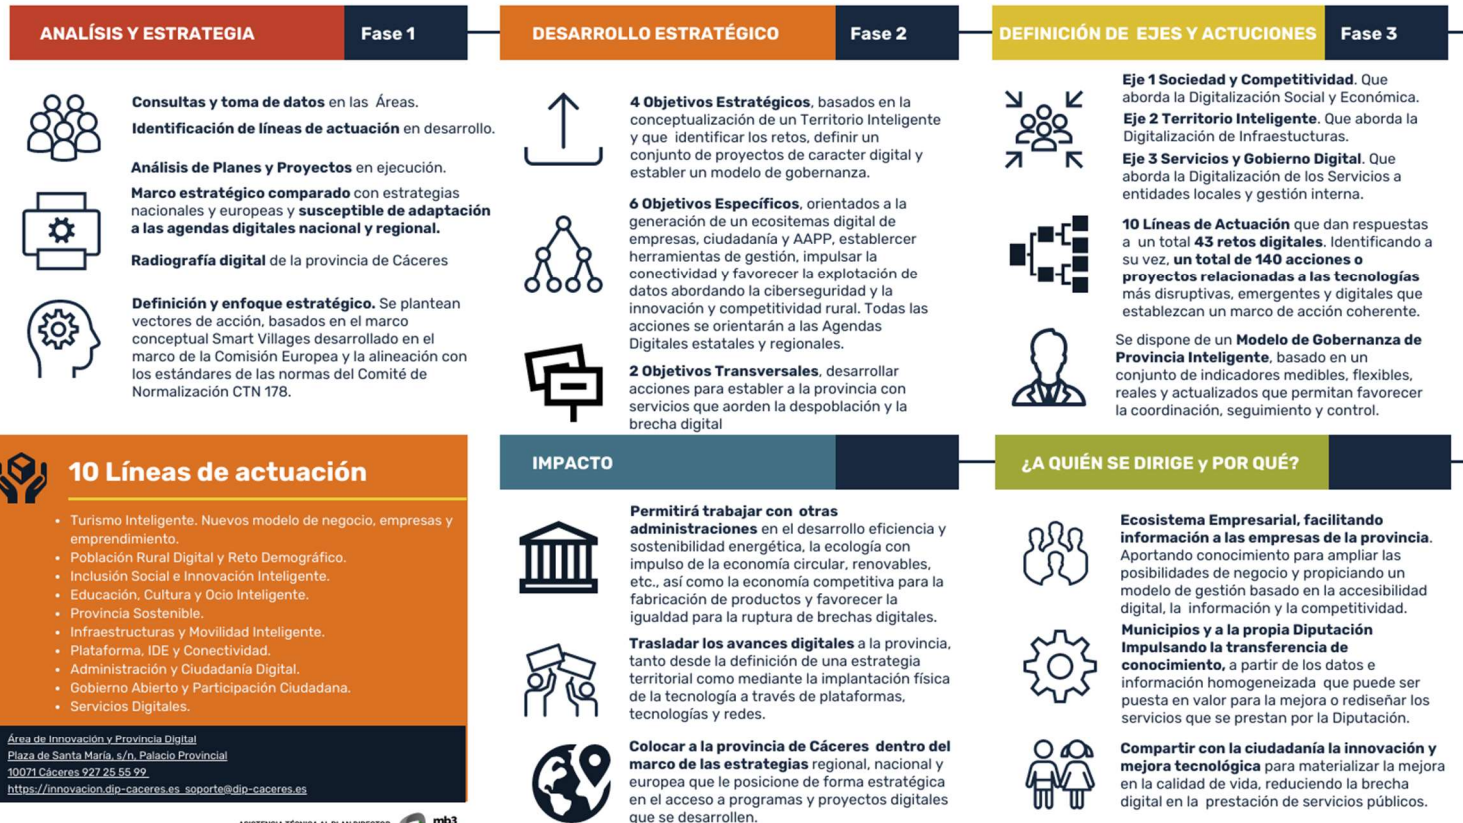 ANALÍSIS Y ESTRATEGIA
Fase 1
Consultas y toma de datos en las Áreas.
Identificación de líneas de actuación en desarrollo.
Análisis de Planes y Proyectos en ejecución.
Marco estratégico comparado con estrategias
nacionales y europeas y susceptible de adaptación
a las agendas digitales nacional y regional.
Radiografía digital de la provincia de Cáceres
Definición y enfoque estratégico. Se plantean
vectores de acción, basados en el marco
conceptual Smart Villages desarrollado en el
marco de la Comisión Europea y la alineación con
los estándares de las normas del Comité de
Normalización CTN 178.
DESARROLLO ESTRATÉGICO
Fase 2
4 Objetivos Estratégicos, basados en la
conceptualización de un Territorio Inteligente
y que identificar los retos, definir un
conjunto de proyectos de caracter digital y
establer un modelo de gobernanza.
6 Objetivos Específicos, orientados a la
generación de un ecositemas digital de
empresas, ciudadanía y AAPP, establercer
herramientas de gestión, impulsar la
conectividad y favorecer la explotación de
datos abordando la ciberseguridad y la
innovación y competitividad rural. Todas las
acciones se orientarán a las Agendas
Digitales estatales y regionales.
2 Objetivos Transversales, desarrollar
acciones para establer a la provincia con
servicios que aorden la despoblación y la
brecha digital
DEFINICIÓN DE EJES Y ACTUCIONES
Fase 3
Eje 1 Sociedad y Competitividad. Que
aborda la Digitalización Social y Económica.
Eje 2 Territorio Inteligente. Que aborda la
Digitalización de Infraestucturas.
Eje 3 Servicios y Gobierno Digital. Que
aborda la Digitalización de los Servicios a
entidades locales y gestión interna.
10 Líneas de Actuación que dan respuestas
a un total 43 retos digitales. Identificando a
su vez, un total de 140 acciones o
proyectos relacionadas a las tecnologías
más disruptivas, emergentes y digitales que
establezcan un marco de acción coherente.
Se dispone de un Modelo de Gobernanza de
Provincia Inteligente, basado en un
conjunto de indicadores medibles, flexibles,
reales y actualizados que permitan favorecer
la coordinación, seguimiento y control.
10 Líneas de actuación
• Turismo Inteligente. Nuevos modelo de negocio, empresas y
emprendimiento.
• Población Rural Digital y Reto Demográfico.
• Inclusión Social e Innovación Inteligente.
• Educación, Cultura y Ocio Inteligente.
• Provincia Sostenible.
• Infraestructuras y Movilidad Inteligente.
• Plataforma, IDE y Conectividad.
• Administración y Ciudadanía Digital.
• Gobierno Abierto y Participación Ciudadana.
• Servicios Digitales.
Área de Innovación y Provincia Digital
Plaza de Santa María, s/n, Palacio Provincial
10071 Cáceres 927 25 55 99
https://innovacion.dip-caceres.es soporte@dip-caceres.es
ASISTENCIA TÉCNICA AL PLAN DIRECTOR
mb3
IMPACTO
Permitirá trabajar con otras
administraciones en el desarrollo eficiencia y
sostenibilidad energética, la ecología con
impulso de la economía circular, renovables,
etc., así como la economía competitiva para la
fabricación de productos y favorecer la
igualdad para la ruptura de brechas digitales.
Trasladar los avances digitales a la provincia,
tanto desde la definición de una estrategia
territorial como mediante la implantación física
de la tecnología a través de plataformas,
tecnologías y redes.
Colocar a la provincia de Cáceres dentro del
marco de las estrategias regional, nacional y
europea que le posicione de forma estratégica
en el acceso a programas y proyectos digitales
que se desarrollen.
¿A QUIÉN SE DIRIGE y POR QUÉ?
Ecosistema Empresarial, facilitando
información a las empresas de la provincia.
Aportando conocimiento para ampliar las
posibilidades de negocio y propiciando un
modelo de gestión basado en la accesibilidad
digital, la información y la competitividad.
Municipios y a la propia Diputación
Impulsando la transferencia de
conocimiento, a partir de los datos e
información homogeneizada que puede ser
puesta en valor para la mejora o rediseñar los
servicios que se prestan por la Diputación.
Compartir con la ciudadanía la innovación y
mejora tecnológica para materializar la mejora
en la calidad de vida, reduciendo la brecha
digital en la prestación de servicios públicos.